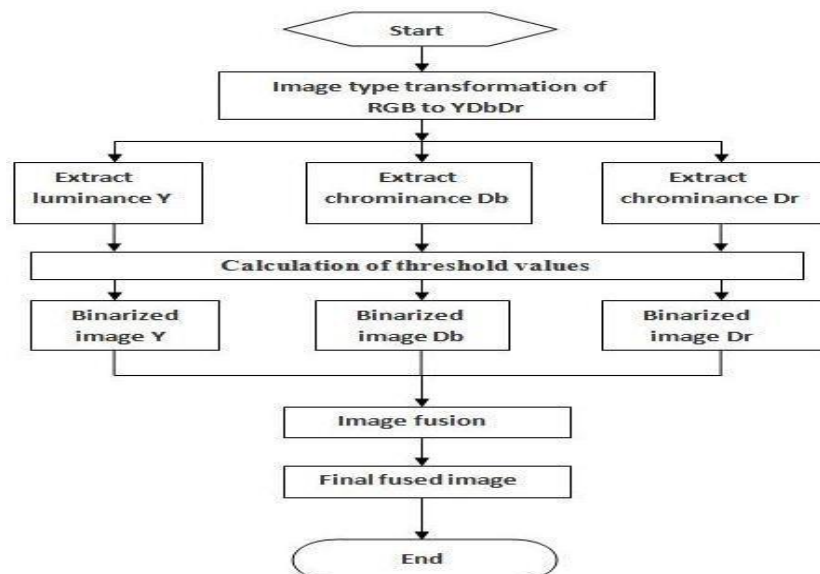 Start
Image type transformation of
RGB to YDbDr
Extract
luminance Y
Extract
chrominance Db
Extract
chrominance Dr
Calculation of threshold values
Binarized
image Y
Binarized
image Db
Binarized
image Dr
Image fusion
Final fused image
End